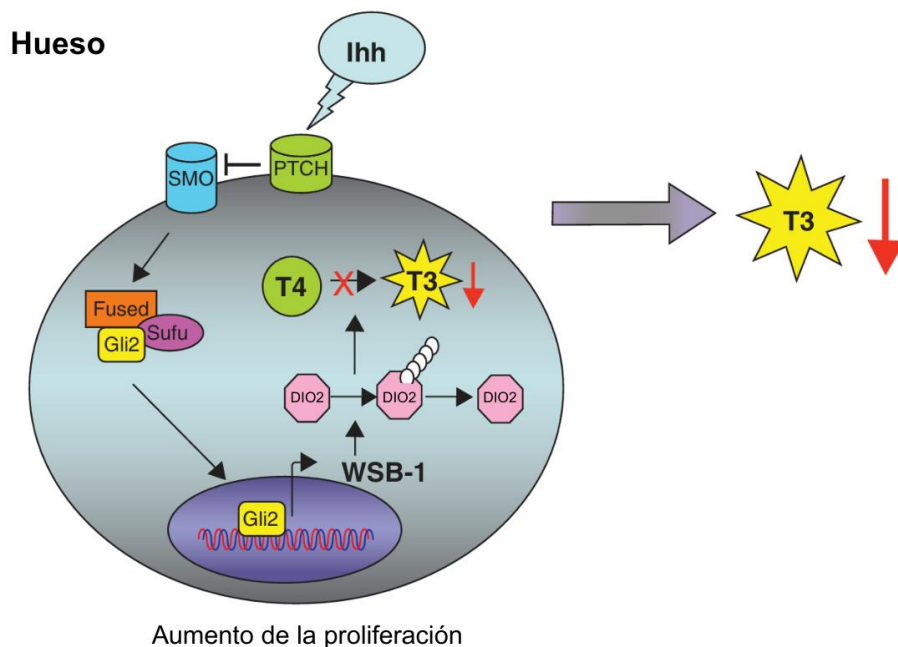 Hueso
Ihh
SMO
PTCH
T3
T4
X
T3
Fused
Sufu
Gli2
DIO2
DIO2
DIO2
WSB-1
Gli2
Aumento de la proliferación